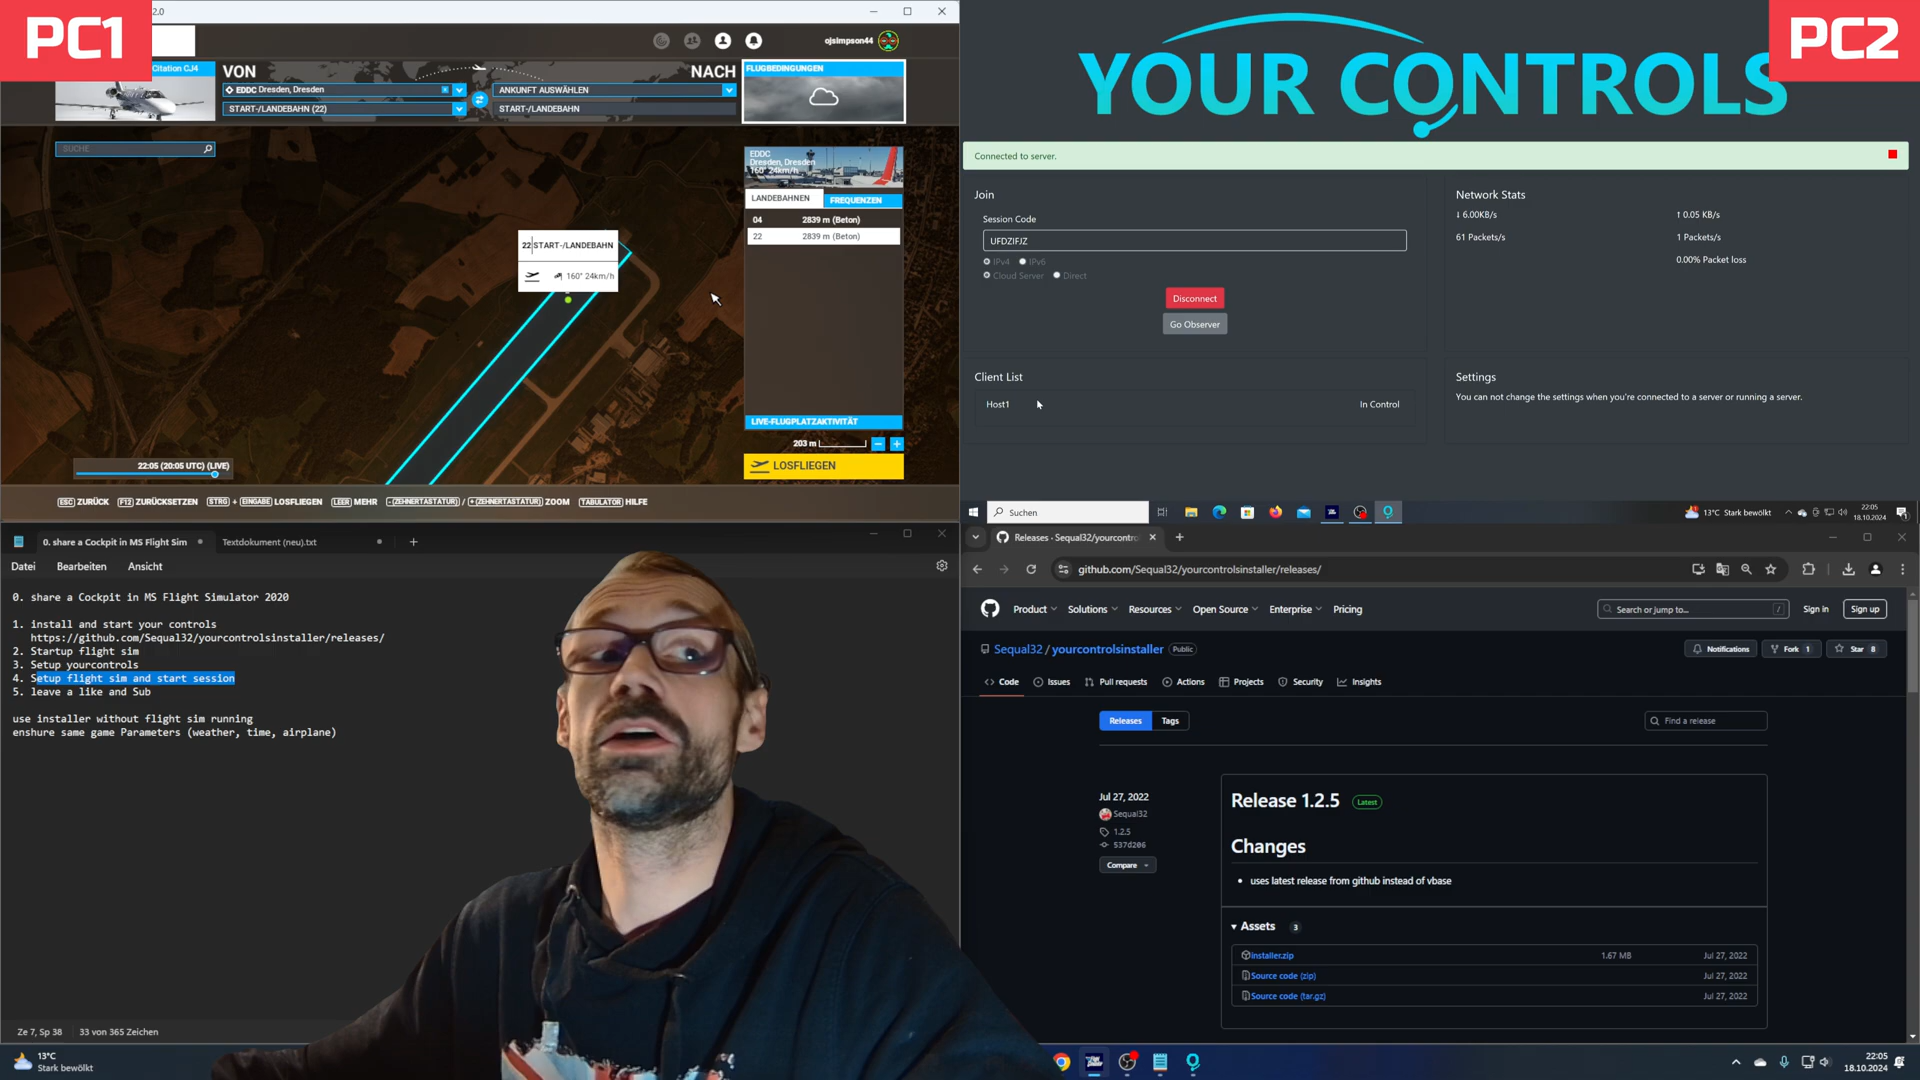 PC1
2.0
ojsimpson44
Citation CJ4
VON
EDDC Dresden, Dresden
START-/LANDEBAHN (22)
NACH
ANKUNFT AUSWÄHLEN
START-/LANDEBAHN
FLUGBEDINGUNGEN
SUCHE
22 START-/LANDEBAHN
160° 24km/h
EDDC
Dresden, Dresden
160° 24km/h
LANDEBAHNEN
FREQUENZEN
04 2839 m (Beton)
22 2839 m (Beton)
LIVE-FLUGPLATZAKTIVITÄT
203 m
LOSFLIEGEN
22:05 (20:05 UTC) (LIVE)
ESC ZURÜCK F12 ZURÜCKSETZEN STRG + EINGABE LOSFLIEGEN LEER MEHR - (ZEHNERTASTATUR) / + (ZEHNERTASTATUR) ZOOM TABULATOR HILFE
PC2
YOUR CONTROLS
Connected to server.
Join
Session Code
UFDZIFJZ
IPv4 IPv6
Cloud Server Direct
Disconnect
Go Observer
Network Stats
↓ 6.00KB/s ↑ 0.05 KB/s
61 Packets/s 1 Packets/s
0.00% Packet loss
Client List
Host1 In Control
Settings
You can not change the settings when you're connected to a server or running a server.
Suchen
13°C Stark bewölkt
22:05
18.10.2024
0. share a Cockpit in MS Flight Sim
Textdokument (neu).txt
Datei Bearbeiten Ansicht
0. share a Cockpit in MS Flight Simulator 2020
1. install and start your controls
https://github.com/Sequal32/yourcontrolsinstaller/releases/
2. Startup flight sim
3. Setup yourcontrols
4. Setup flight sim and start session
5. leave a like and Sub
use installer without flight sim running
enshure same game Parameters (weather, time, airplane)
Ze 7, Sp 38 33 von 365 Zeichen
13°C
Stark bewölkt
Releases · Sequal32/yourcontro
github.com/Sequal32/yourcontrolsinstaller/releases/
Product Solutions Resources Open Source Enterprise Pricing
Search or jump to... /
Sign in
Sign up
Sequal32 / yourcontrolsinstaller Public
Notifications
Fork 1
Star 8
Code Issues Pull requests Actions Projects Security Insights
Releases Tags
Find a release
Jul 27, 2022
Sequal32
1.2.5
537d206
Compare
Release 1.2.5 Latest
Changes
uses latest release from github instead of vbase
Assets 3
installer.zip 1.67 MB Jul 27, 2022
Source code (zip) Jul 27, 2022
Source code (tar.gz) Jul 27, 2022
22:05
18.10.2024